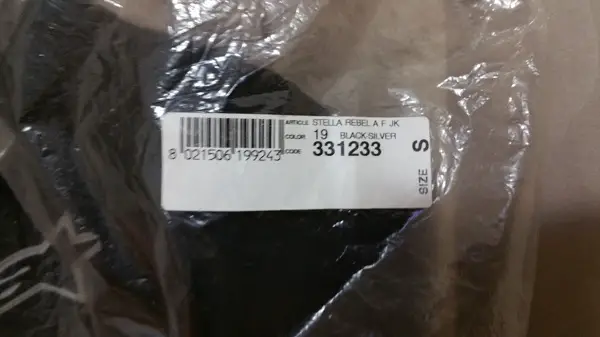 ARTICLE STELLA REBEL A.F. JK
COLOR 19 BLACK-SILVER
CODE 331233
8 021506 199243
SIZE S